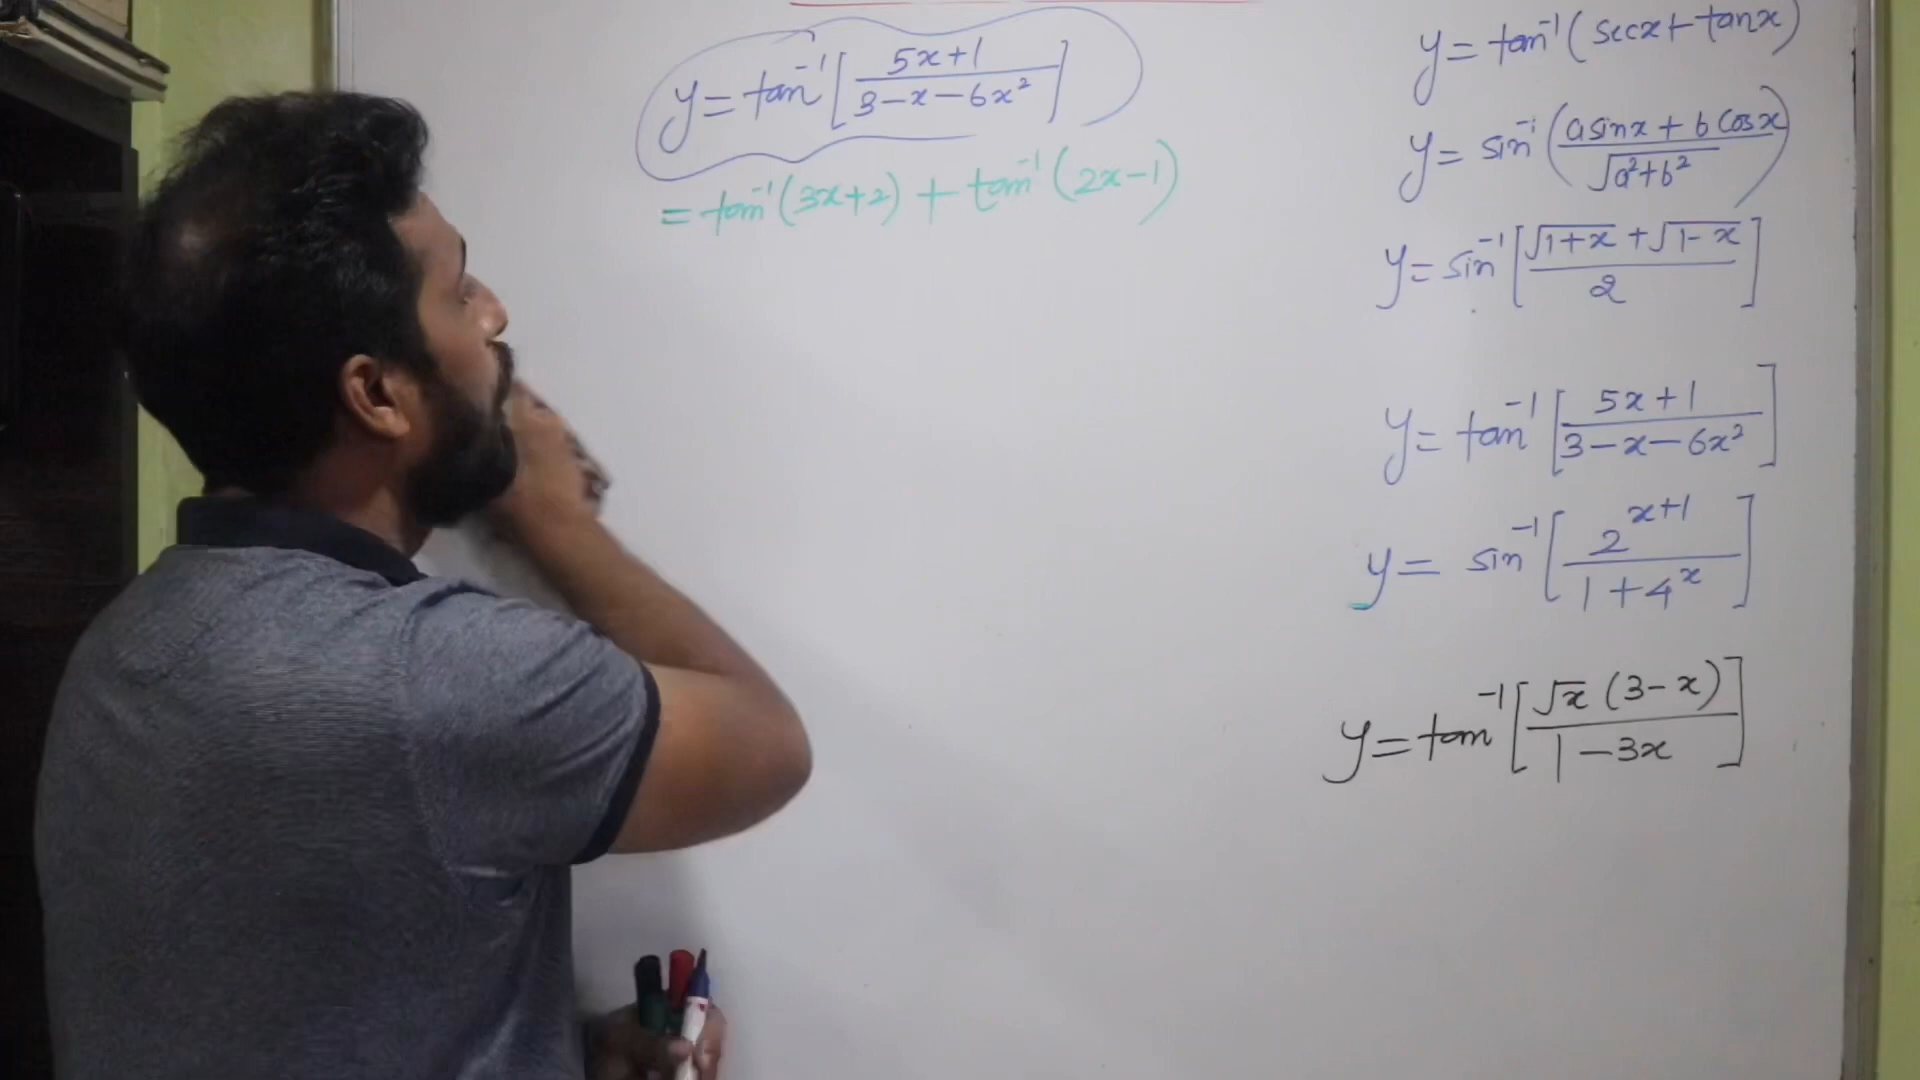 y = tan⁻¹ [ (5x+1) / (3−x−6x²) ]
= tan⁻¹(3x+2) + tan⁻¹(2x−1)
y = tan⁻¹(secx + tanx)
y = sin⁻¹ ( (a sinx + b cosx) / √(a²+b²) )
y = sin⁻¹ [ (√(1+x) + √(1−x)) / 2 ]
y = tan⁻¹ [ (5x+1) / (3−x−6x²) ]
y = sin⁻¹ [ 2^(x+1) / (1+4^x) ]
y = tan⁻¹ [ √x (3−x) / (1−3x) ]